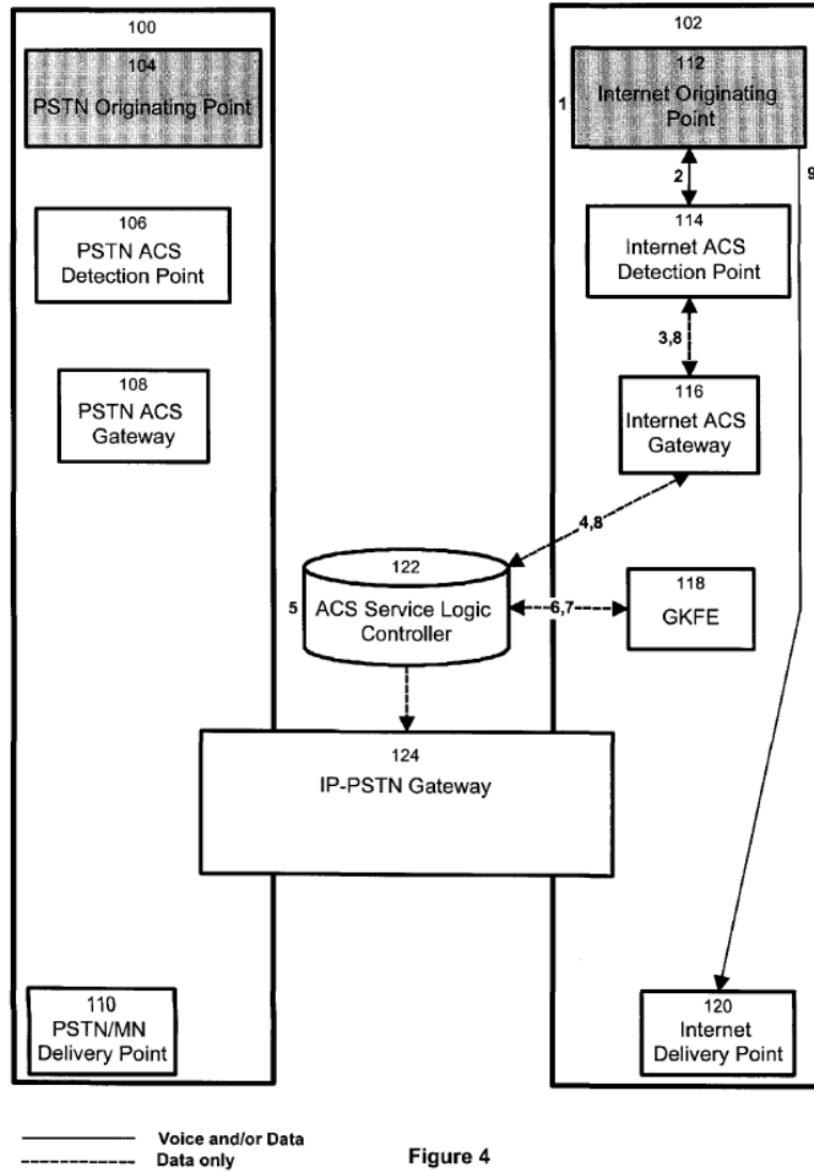 100
104
PSTN Originating Point
106
PSTN ACS
Detection Point
108
PSTN ACS
Gateway
102
112
Internet Originating
Point
1
2
9
114
Internet ACS
Detection Point
3,8
116
Internet ACS
Gateway
4,8
122
ACS Service Logic
Controller
5
6,7
118
GKFE
124
IP-PSTN Gateway
110
PSTN/MN
Delivery Point
120
Internet
Delivery Point
Voice and/or Data
Data only
Figure 4